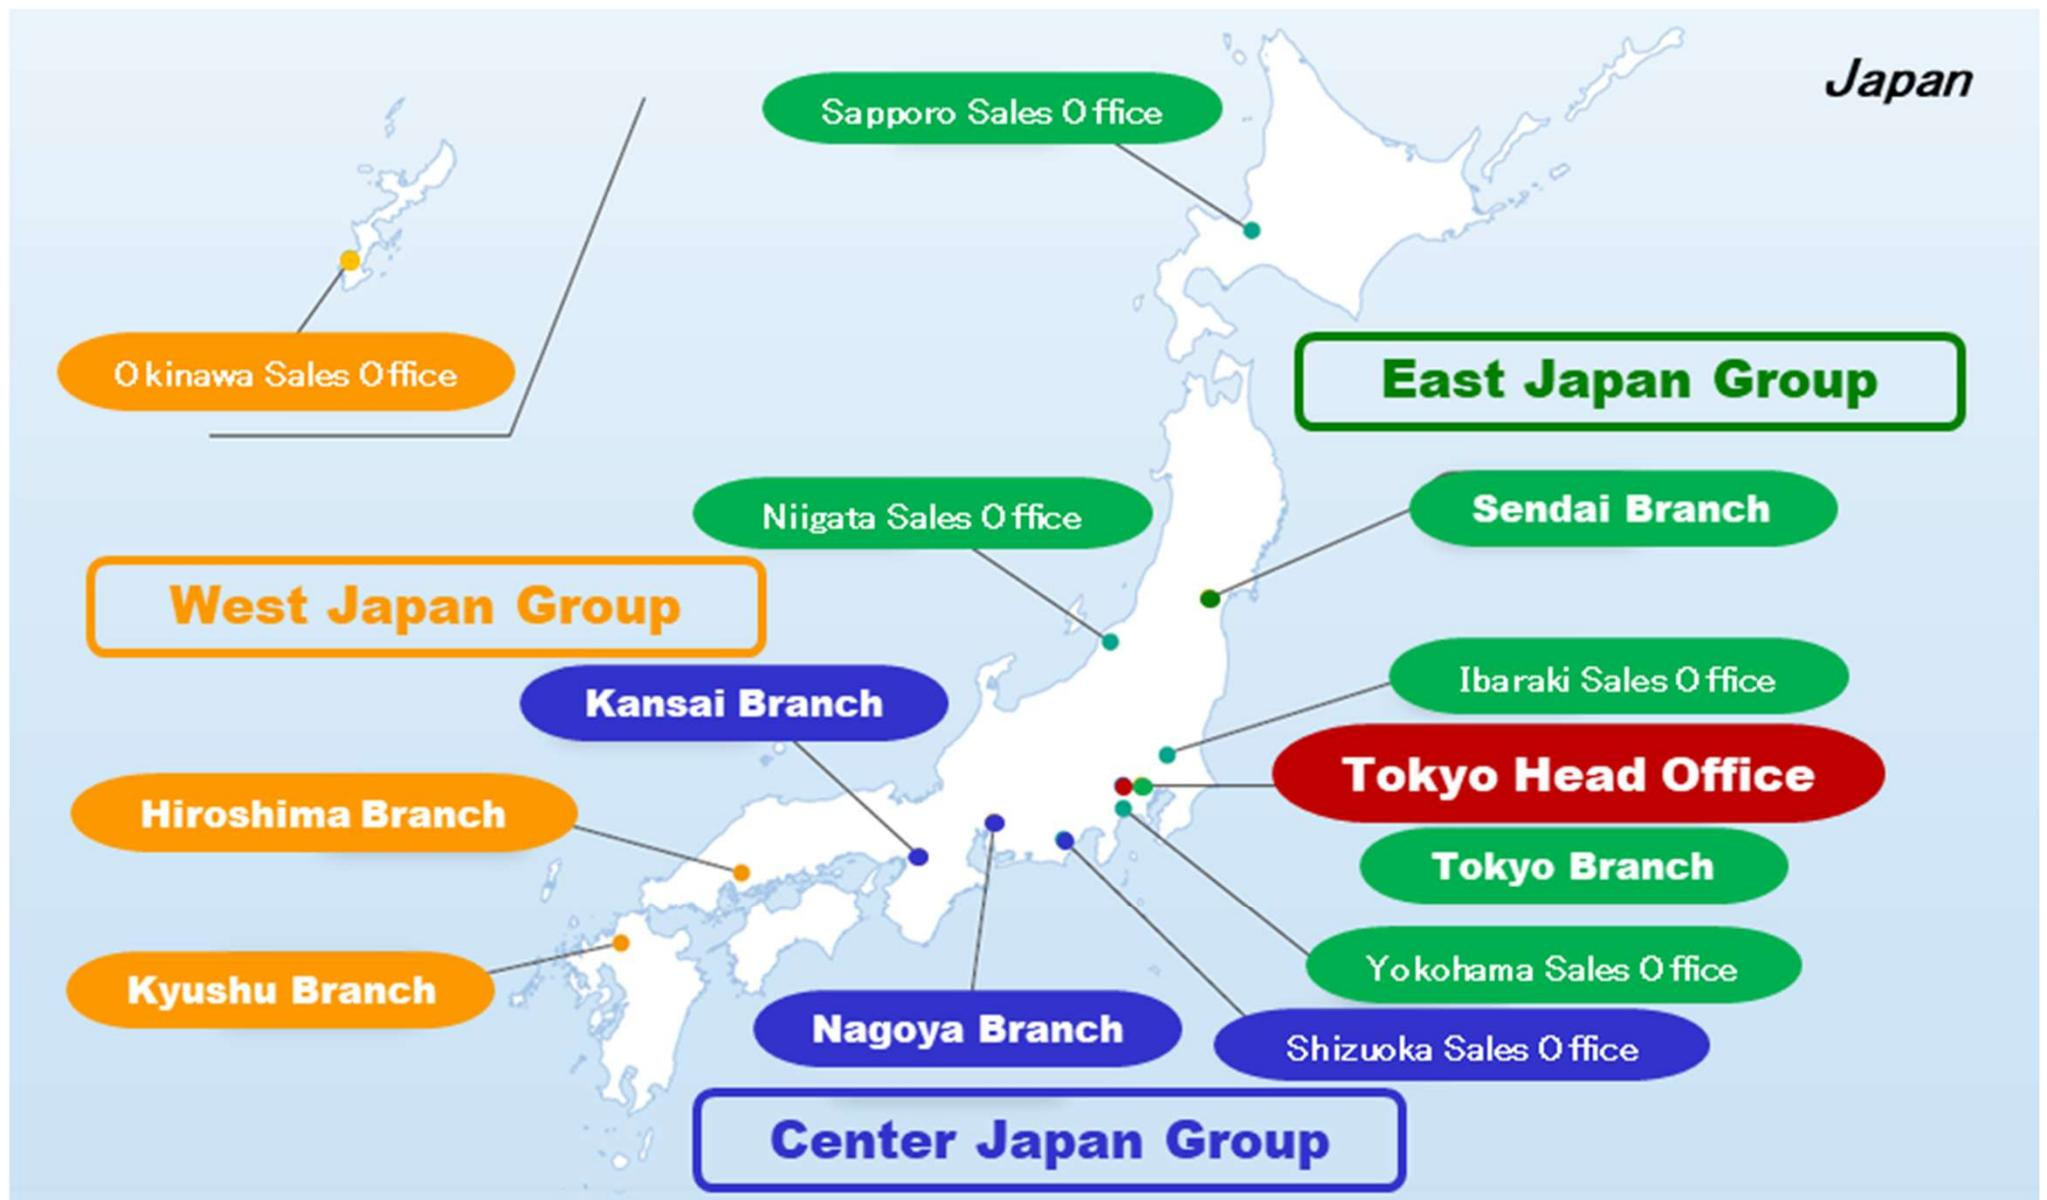 Japan
Sapporo Sales Office
Okinawa Sales Office
East Japan Group
Sendai Branch
Niigata Sales Office
West Japan Group
Ibaraki Sales Office
Kansai Branch
Tokyo Head Office
Hiroshima Branch
Tokyo Branch
Yokohama Sales Office
Kyushu Branch
Nagoya Branch
Shizuoka Sales Office
Center Japan Group